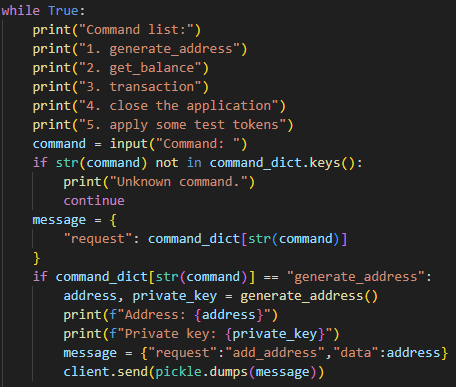 while True:
    print("Command list:")
    print("1. generate_address")
    print("2. get_balance")
    print("3. transaction")
    print("4. close the application")
    print("5. apply some test tokens")
    command = input("Command: ")
    if str(command) not in command_dict.keys():
        print("Unknown command.")
        continue
    message = {
        "request": command_dict[str(command)]
    }
    if command_dict[str(command)] == "generate_address":
        address, private_key = generate_address()
        print(f"Address: {address}")
        print(f"Private key: {private_key}")
        message = {"request":"add_address","data":address}
        client.send(pickle.dumps(message))